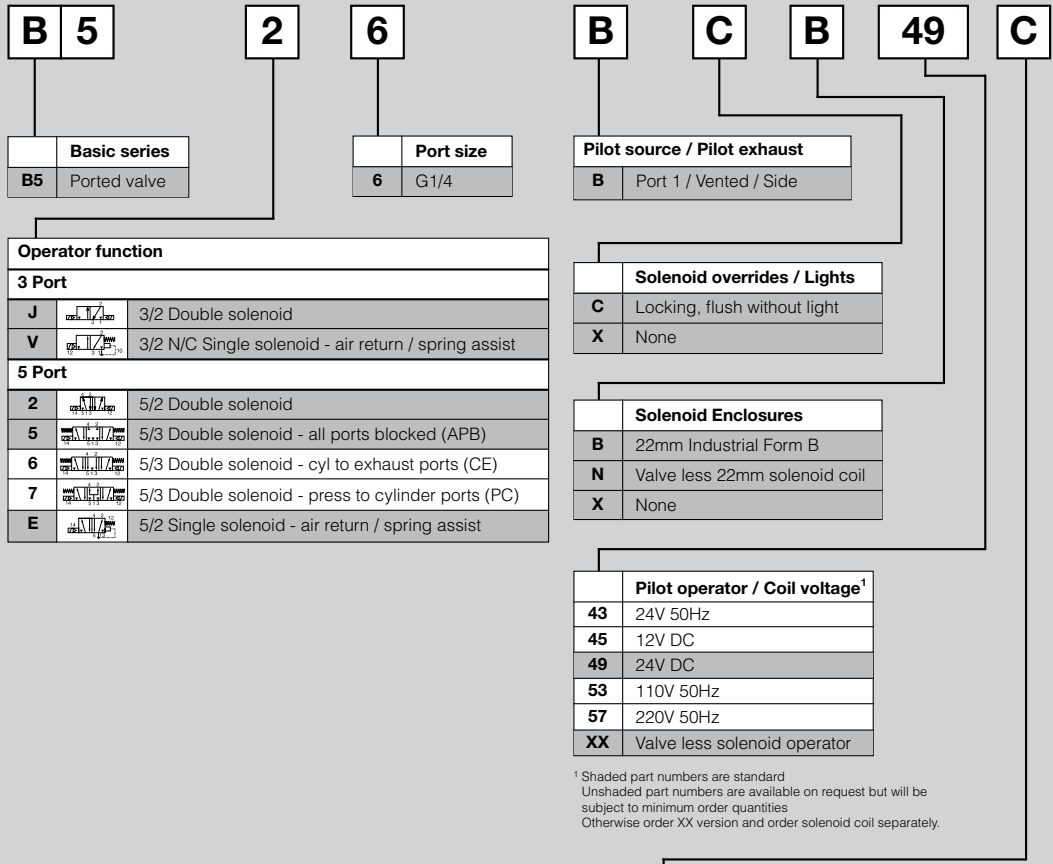 B 5 2 6 B C B 49 C
Basic series
B5 Ported valve
Port size
6 G1/4
Pilot source / Pilot exhaust
B Port 1 / Vented / Side
Operator function
3 Port
J 3/2 Double solenoid
V 3/2 N/C Single solenoid - air return / spring assist
5 Port
2 5/2 Double solenoid
5 5/3 Double solenoid - all ports blocked (APB)
6 5/3 Double solenoid - cyl to exhaust ports (CE)
7 5/3 Double solenoid - press to cylinder ports (PC)
E 5/2 Single solenoid - air return / spring assist
Solenoid overrides / Lights
C Locking, flush without light
X None
Solenoid Enclosures
B 22mm Industrial Form B
N Valve less 22mm solenoid coil
X None
Pilot operator / Coil voltage¹
43 24V 50Hz
45 12V DC
49 24V DC
53 110V 50Hz
57 220V 50Hz
XX Valve less solenoid operator
¹ Shaded part numbers are standard
Unshaded part numbers are available on request but will be
subject to minimum order quantities
Otherwise order XX version and order solenoid coil separately.